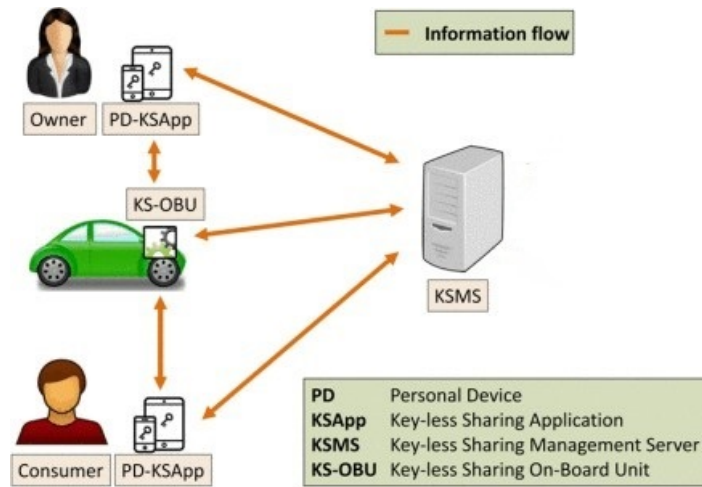 Information flow
Owner
PD-KSApp
KS-OBU
KSMS
Consumer
PD-KSApp
PD Personal Device
KSApp Key-less Sharing Application
KSMS Key-less Sharing Management Server
KS-OBU Key-less Sharing On-Board Unit